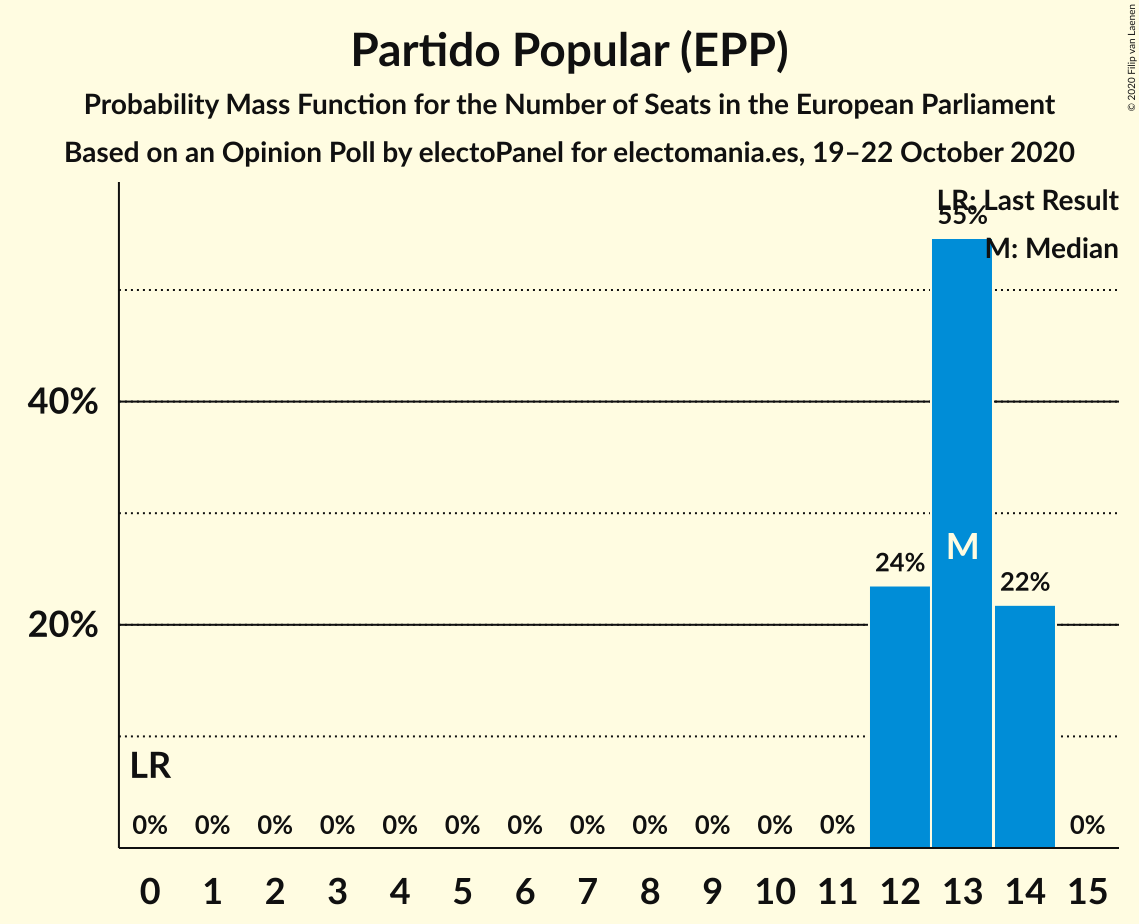 Partido Popular (EPP)
Probability Mass Function for the Number of Seats in the European Parliament
Based on an Opinion Poll by electoPanel for electomania.es, 19–22 October 2020
© 2020 Filip van Laenen
LR: Last Result
M: Median
55%
40%
M
24%
22%
20%
LR
0% 0% 0% 0% 0% 0% 0% 0% 0% 0% 0% 0% 0%
0 1 2 3 4 5 6 7 8 9 10 11 12 13 14 15